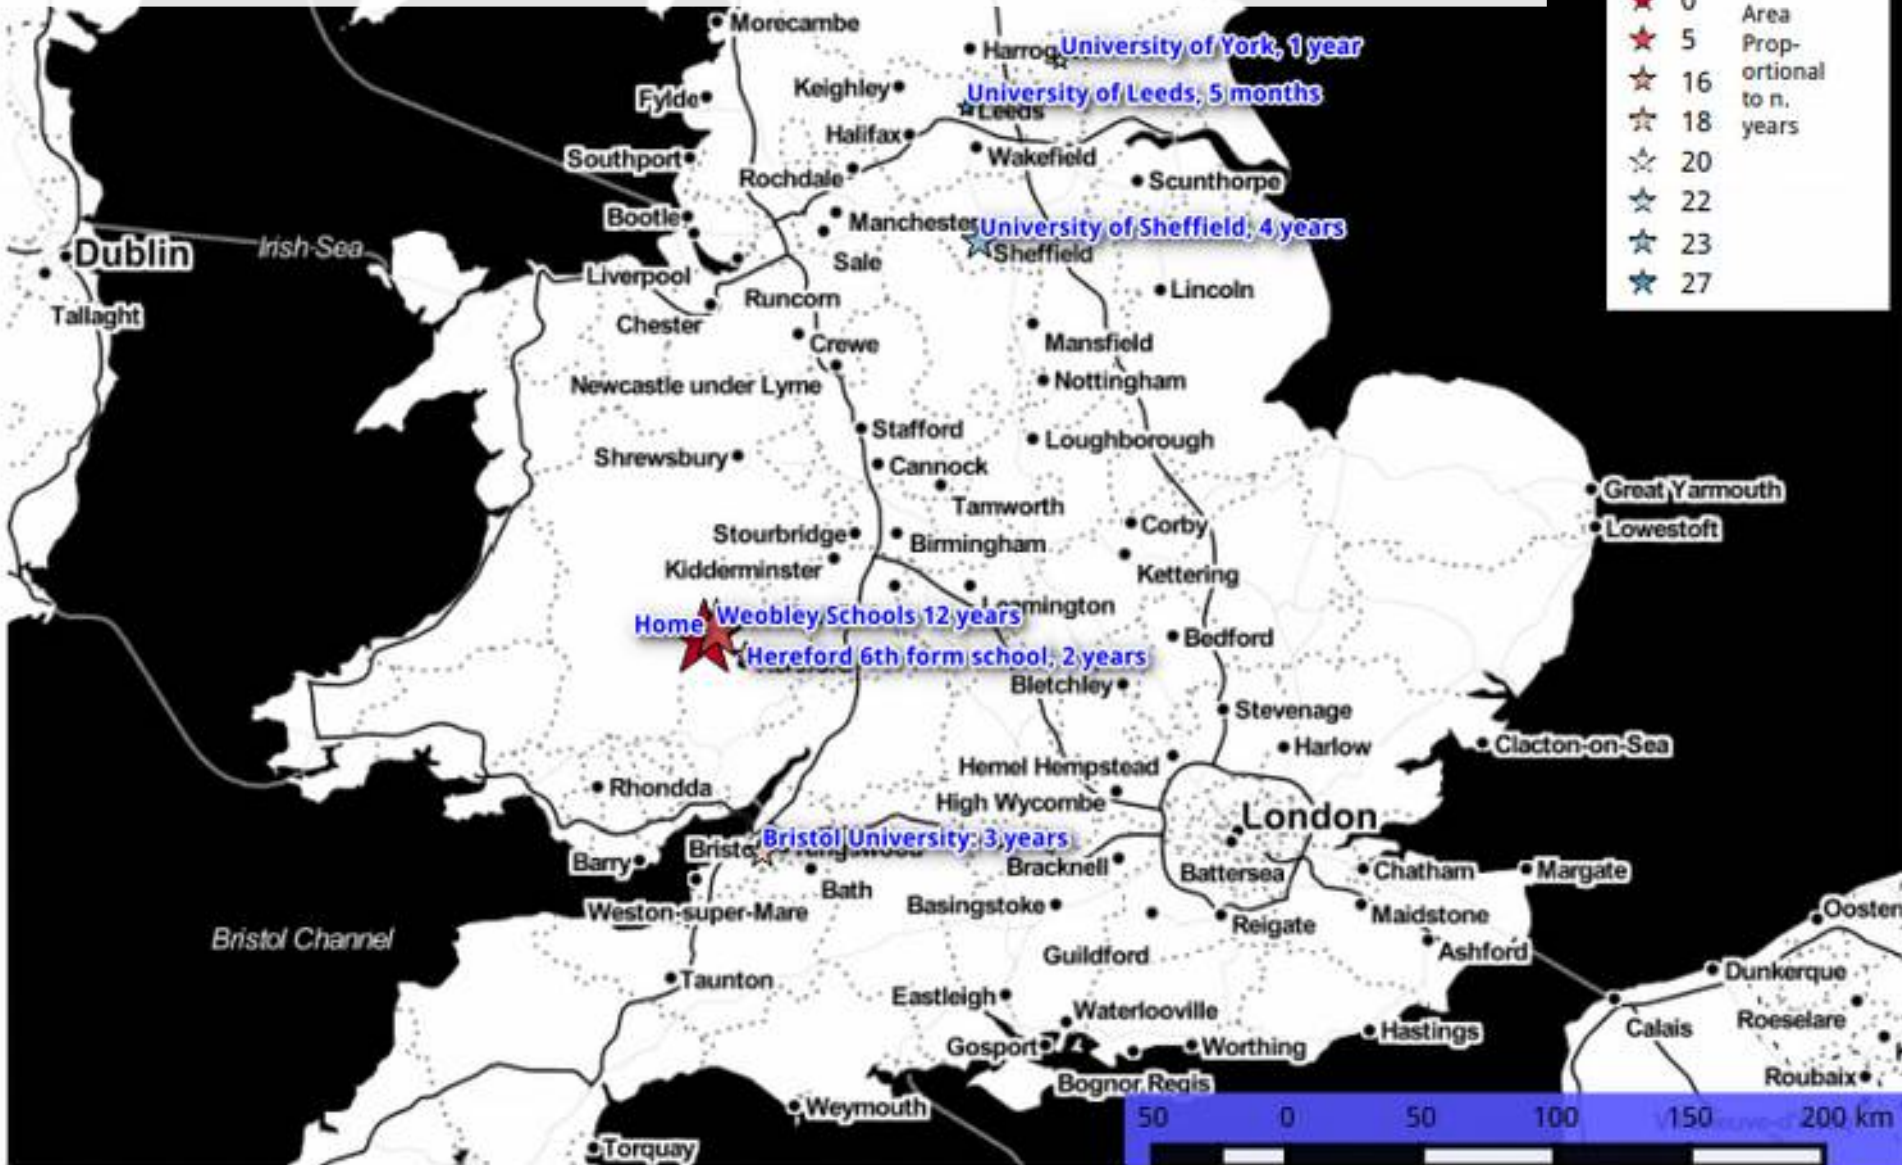 Morecambe
Harrog
University of York, 1 year
Keighley
Fylde
University of Leeds, 5 months
Leeds
Halifax
Southport
Wakefield
Rochdale
Scunthorpe
Bootle
Manchester
University of Sheffield, 4 years
Dublin
Irish Sea
Sheffield
Sale
Liverpool
Lincoln
Runcorn
Tallaght
Chester
Crewe
Mansfield
Newcastle under Lyme
Nottingham
Stafford
Loughborough
Shrewsbury
Cannock
Great Yarmouth
Tamworth
Corby
Lowestoft
Stourbridge
Birmingham
Kidderminster
Kettering
Leamington
Weobley Schools 12 years
Home
Bedford
Hereford 6th form school, 2 years
Hereford
Bletchley
Stevenage
Harlow
Clacton-on-Sea
Hemel Hempstead
Rhondda
High Wycombe
London
Bristol University: 3 years
Bristo
Kingswood
Barry
Bracknell
Battersea
Chatham
Margate
Bath
Weston-super-Mare
Basingstoke
Maidstone
Reigate
Oosten
Bristol Channel
Ashford
Guildford
Taunton
Dunkerque
Eastleigh
Waterlooville
Roeselare
Calais
Hastings
Gosport
Worthing
Roubaix
Bognor Regis
Weymouth
Torquay
0
5
16
18
20
22
23
27
Area
Prop-
ortional
to n.
years
50 0 50 100 150 200 km